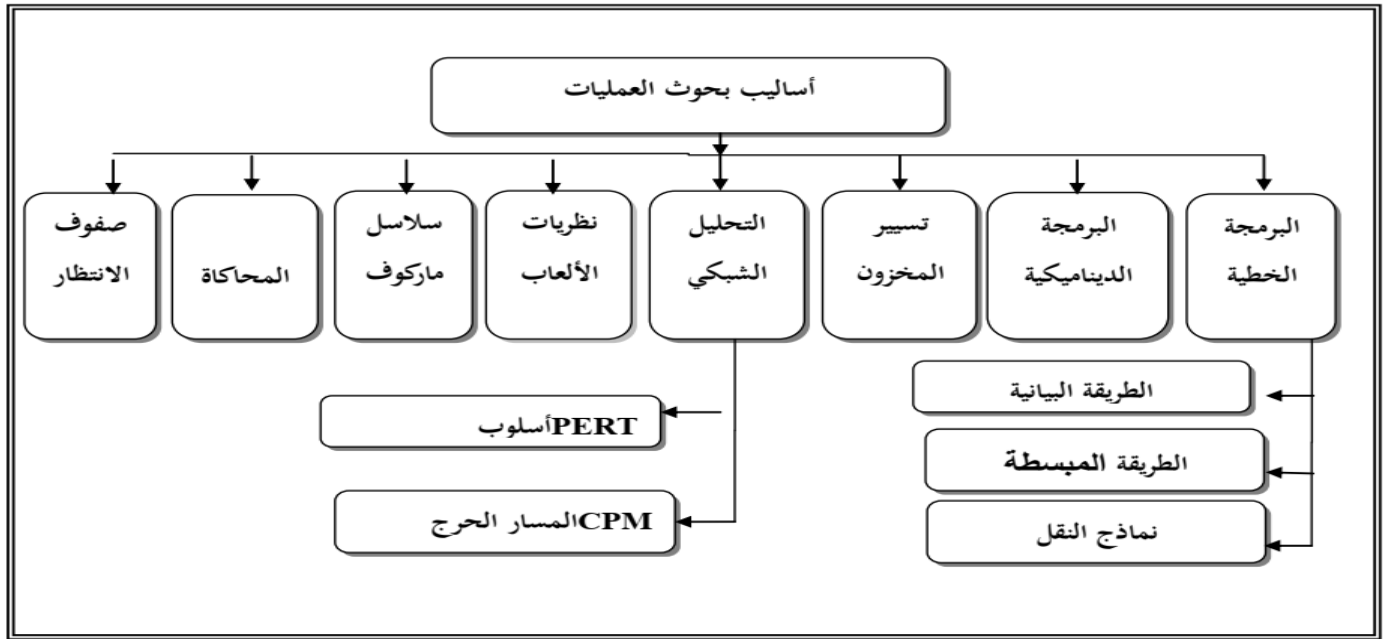 أساليب بحوث العمليات
البرمجة
الخطية
البرمجة
الديناميكية
تسيير
المخزون
التحليل
الشبكي
نظريات
الألعاب
سلاسل
ماركوف
المحاكاة
صفوف
الانتظار
الطريقة البيانية
الطريقة المبسطة
نماذج النقل
PERTأسلوب
CPMالمسار الحرج